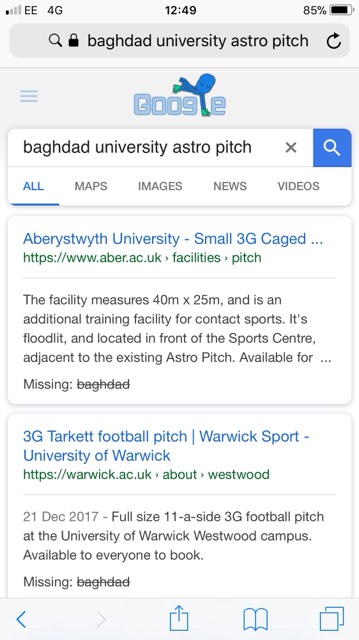 EE 4G 12:49 85%
baghdad university astro pitch
Google
baghdad university astro pitch
ALL MAPS IMAGES NEWS VIDEOS
Aberystwyth University - Small 3G Caged ...
https://www.aber.ac.uk › facilities › pitch
The facility measures 40m x 25m, and is an
additional training facility for contact sports. It's
floodlit, and located in front of the Sports Centre,
adjacent to the existing Astro Pitch. Available for ...
Missing: baghdad
3G Tarkett football pitch | Warwick Sport -
University of Warwick
https://warwick.ac.uk › about › westwood
21 Dec 2017 - Full size 11-a-side 3G football pitch
at the University of Warwick Westwood campus.
Available to everyone to book.
Missing: baghdad